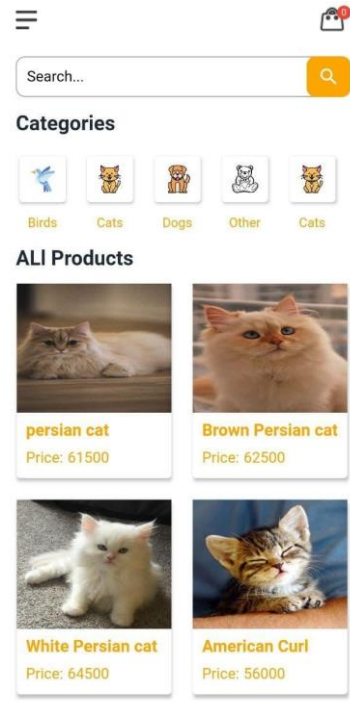 0
Search...
Categories
Birds Cats Dogs Other Cats
ALl Products
persian cat Brown Persian cat
Price: 61500 Price: 62500
White Persian cat American Curl
Price: 64500 Price: 56000